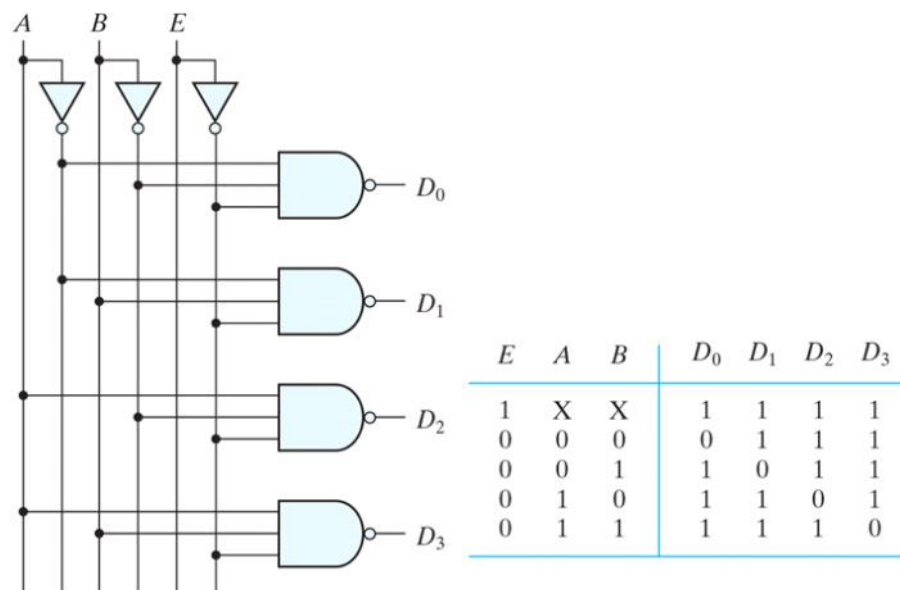 A B E
D0
D1
D2
D3
E A B D0 D1 D2 D3
1 X X 1 1 1 1
0 0 0 0 1 1 1
0 0 1 1 0 1 1
0 1 0 1 1 0 1
0 1 1 1 1 1 0